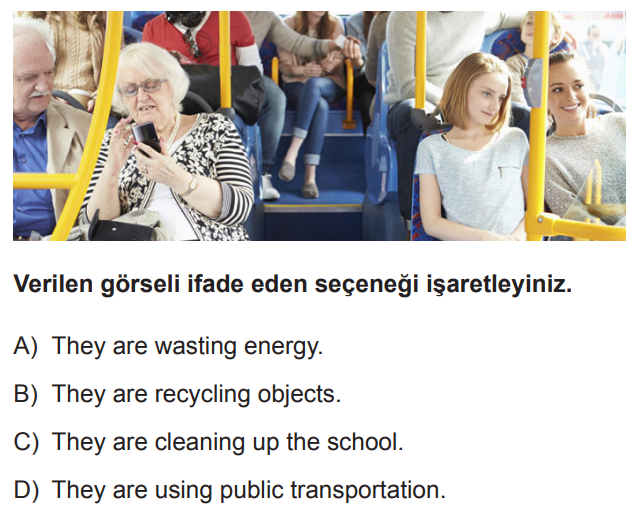 Verilen görseli ifade eden seçeneği işaretleyiniz.
A) They are wasting energy.
B) They are recycling objects.
C) They are cleaning up the school.
D) They are using public transportation.